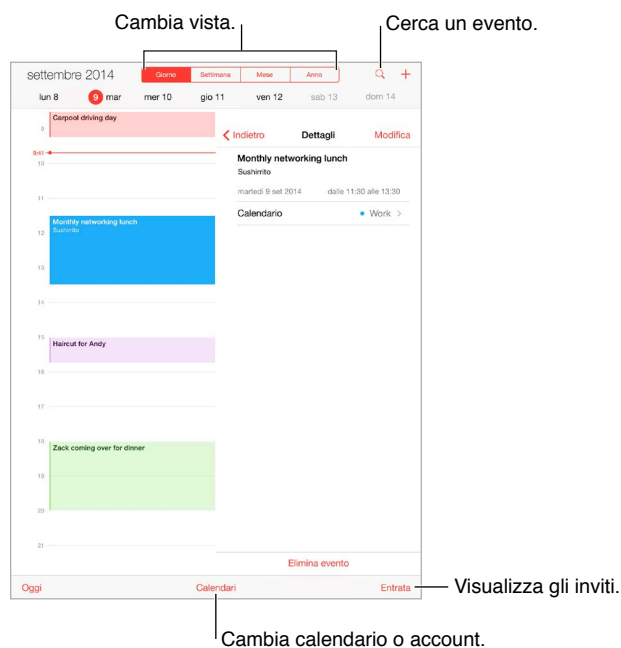 Cambia vista.
Cerca un evento.
settembre 2014
Giorno
Settimana
Mese
Anno
lun 8
9 mar
mer 10
gio 11
ven 12
sab 13
dom 14
Carpool driving day
9
9:41
10
11
Monthly networking lunch
Sushirrito
12
13
14
15
Haircut for Andy
16
17
18
Zack coming over for dinner
19
20
21
Indietro
Dettagli
Modifica
Monthly networking lunch
Sushirrito
martedì 9 set 2014
dalle 11:30 alle 13:30
Calendario
Work
Elimina evento
Oggi
Calendari
Entrata
Visualizza gli inviti.
Cambia calendario o account.